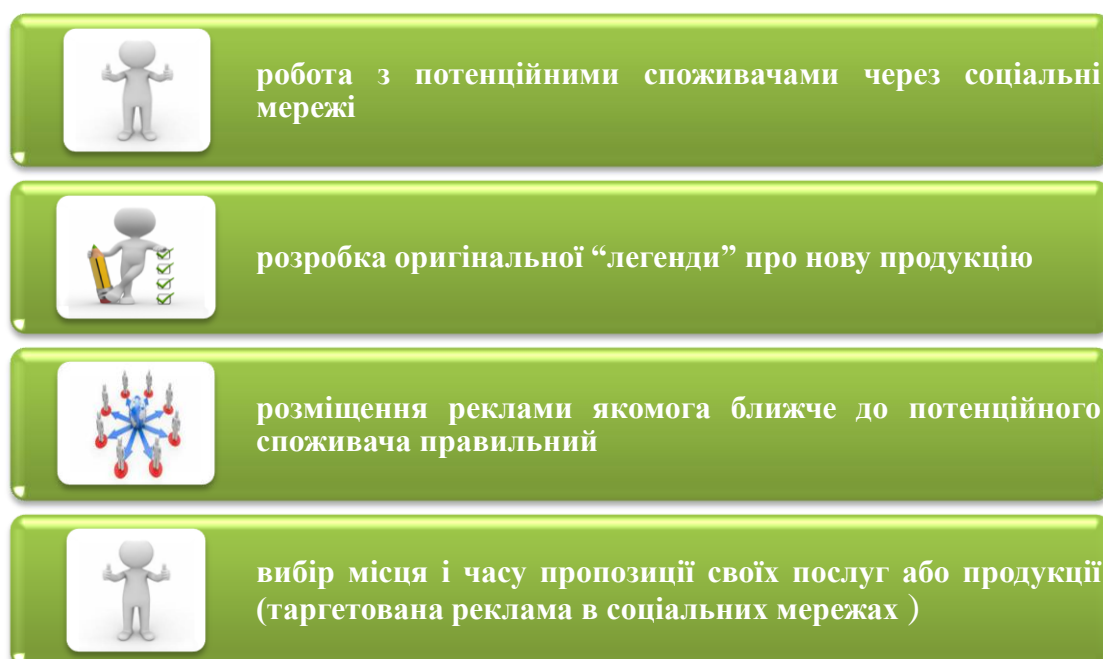 робота з потенційними споживачами через соціальні
мережі
розробка оригінальної “легенди” про нову продукцію
розміщення реклами якомога ближче до потенційного
споживача правильний
вибір місця і часу пропозиції своїх послуг або продукції
(таргетована реклама в соціальних мережах )